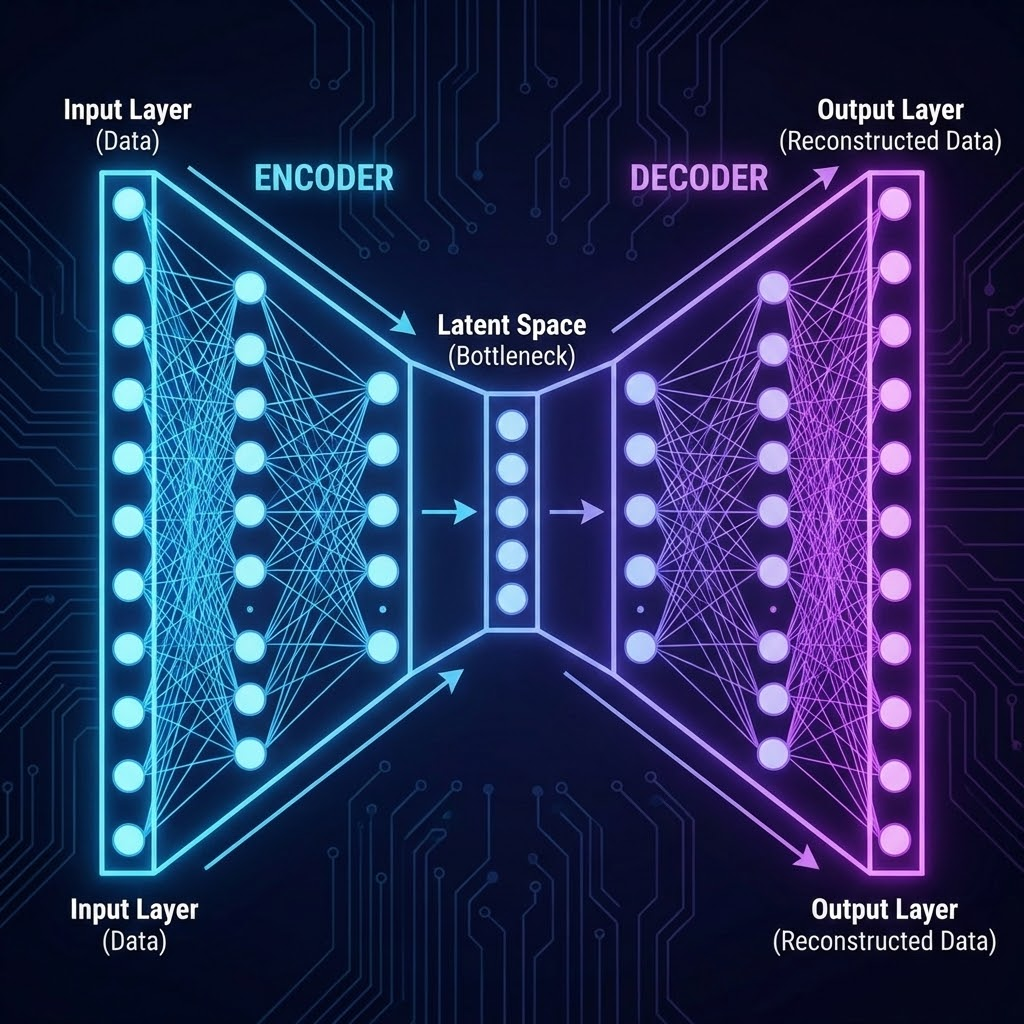 Input Layer
(Data)
Output Layer
(Reconstructed Data)
ENCODER
DECODER
Latent Space
(Bottleneck)
Input Layer
(Data)
Output Layer
(Reconstructed Data)